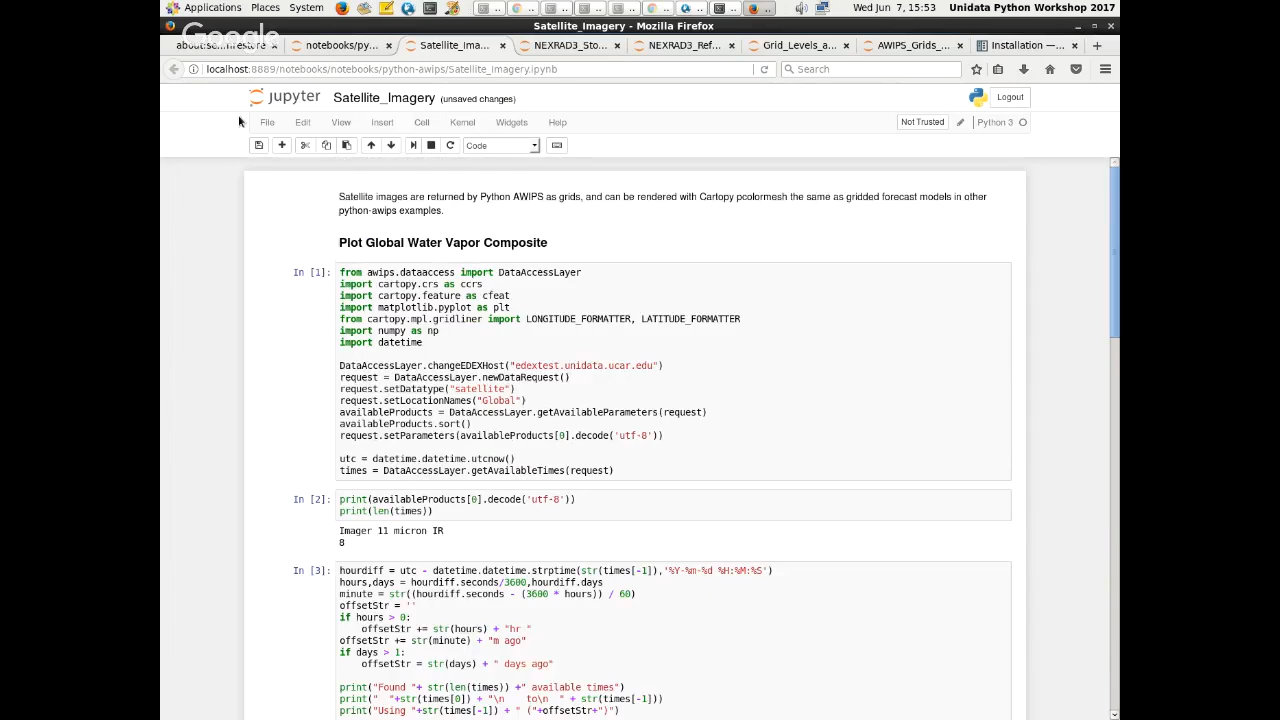 Applications Places System Wed Jun 7, 15:53 Unidata Python Workshop 2017
Satellite_Imagery - Mozilla Firefox
Google
notebooks/py... Satellite_Ima... NEXRAD3_Sto... NEXRAD3_Ref... Grid_Levels_a... AWIPS_Grids_... Installation —...
localhost:8889/notebooks/notebooks/python-awips/Satellite_Imagery.ipynb Search
jupyter Satellite_Imagery (unsaved changes) Logout
File Edit View Insert Cell Kernel Widgets Help Not Trusted Python 3
Code
Satellite images are returned by Python AWIPS as grids, and can be rendered with Cartopy pcolormesh the same as gridded forecast models in other
python-awips examples.
Plot Global Water Vapor Composite
In [1]: from awips.dataaccess import DataAccessLayer
import cartopy.crs as ccrs
import cartopy.feature as cfeat
import matplotlib.pyplot as plt
from cartopy.mpl.gridliner import LONGITUDE_FORMATTER, LATITUDE_FORMATTER
import numpy as np
import datetime
DataAccessLayer.changeEDEXHost("edextest.unidata.ucar.edu")
request = DataAccessLayer.newDataRequest()
request.setDatatype("satellite")
request.setLocationNames("Global")
availableProducts = DataAccessLayer.getAvailableParameters(request)
availableProducts.sort()
request.setParameters(availableProducts[0].decode('utf-8'))
utc = datetime.datetime.utcnow()
times = DataAccessLayer.getAvailableTimes(request)
In [2]: print(availableProducts[0].decode('utf-8'))
print(len(times))
Imager 11 micron IR
8
In [3]: hourdiff = utc - datetime.datetime.strptime(str(times[-1]),'%Y-%m-%d %H:%M:%S')
hours,days = hourdiff.seconds/3600,hourdiff.days
minute = str((hourdiff.seconds - (3600 * hours)) / 60)
offsetStr = ''
if hours > 0:
    offsetStr += str(hours) + "hr "
offsetStr += str(minute) + "m ago"
if days > 1:
    offsetStr = str(days) + " days ago"
print("Found "+ str(len(times)) +" available times")
print("  "+str(times[0]) + "\n    to\n  " + str(times[-1]))
print("Using "+str(times[-1]) + " ("+offsetStr+")")